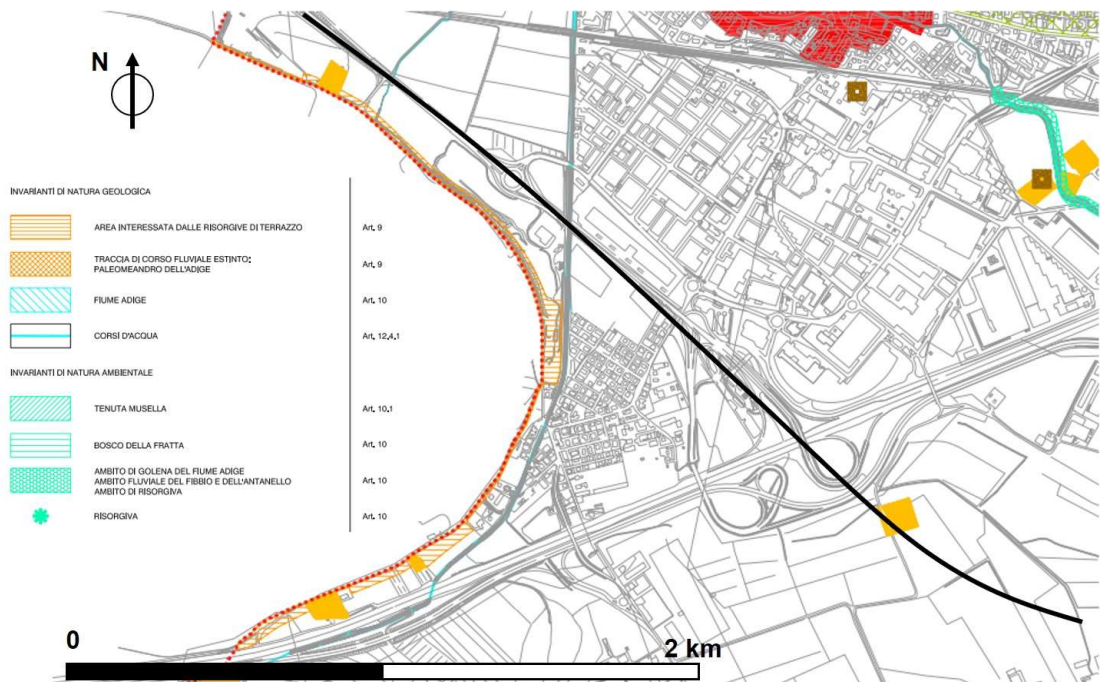 N
INVARIANTI DI NATURA GEOLOGICA
AREA INTERESSATA DALLE RISORGIVE DI TERRAZZO Art. 9
TRACCIA DI CORSO FLUVIALE ESTINTO:
PALEOMEANDRO DELL'ADIGE Art. 9
FIUME ADIGE Art. 10
CORSI D'ACQUA Art. 12.4.1
INVARIANTI DI NATURA AMBIENTALE
TENUTA MUSELLA Art. 10.1
BOSCO DELLA FRATTA Art. 10
AMBITO DI GOLENA DEL FIUME ADIGE
AMBITO FLUVIALE DEL FIBBIO E DELL'ANTANELLO Art. 10
AMBITO DI RISORGIVA
RISORGIVA Art. 10
0 2 km